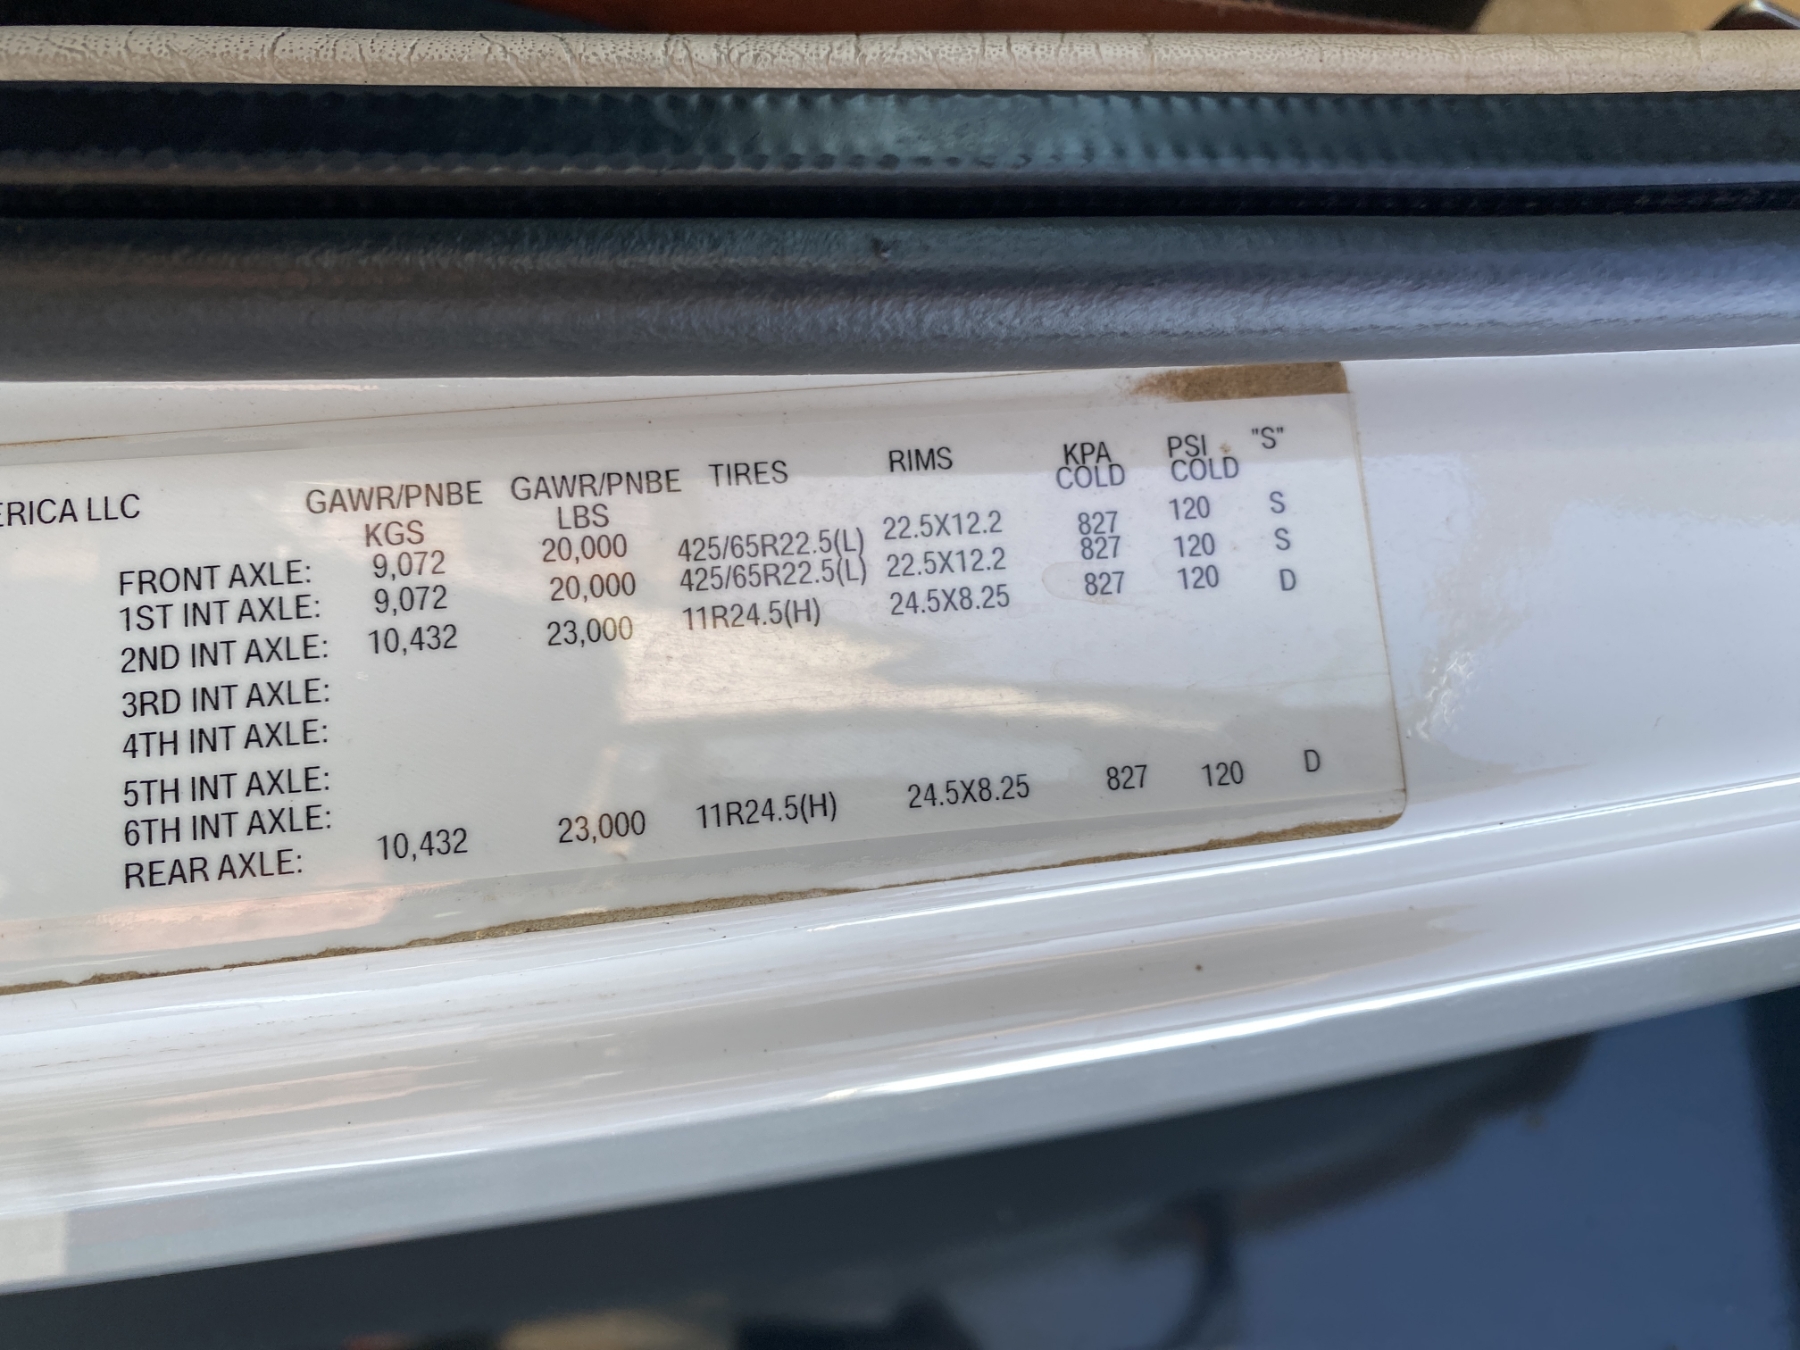 ERICA LLC GAWR/PNBE GAWR/PNBE TIRES RIMS KPA PSI "S"
KGS LBS COLD COLD
FRONT AXLE: 9,072 20,000 425/65R22.5(L) 22.5X12.2 827 120 S
1ST INT AXLE: 9,072 20,000 425/65R22.5(L) 22.5X12.2 827 120 S
2ND INT AXLE: 10,432 23,000 11R24.5(H) 24.5X8.25 827 120 D
3RD INT AXLE:
4TH INT AXLE:
5TH INT AXLE:
6TH INT AXLE:
REAR AXLE: 10,432 23,000 11R24.5(H) 24.5X8.25 827 120 D